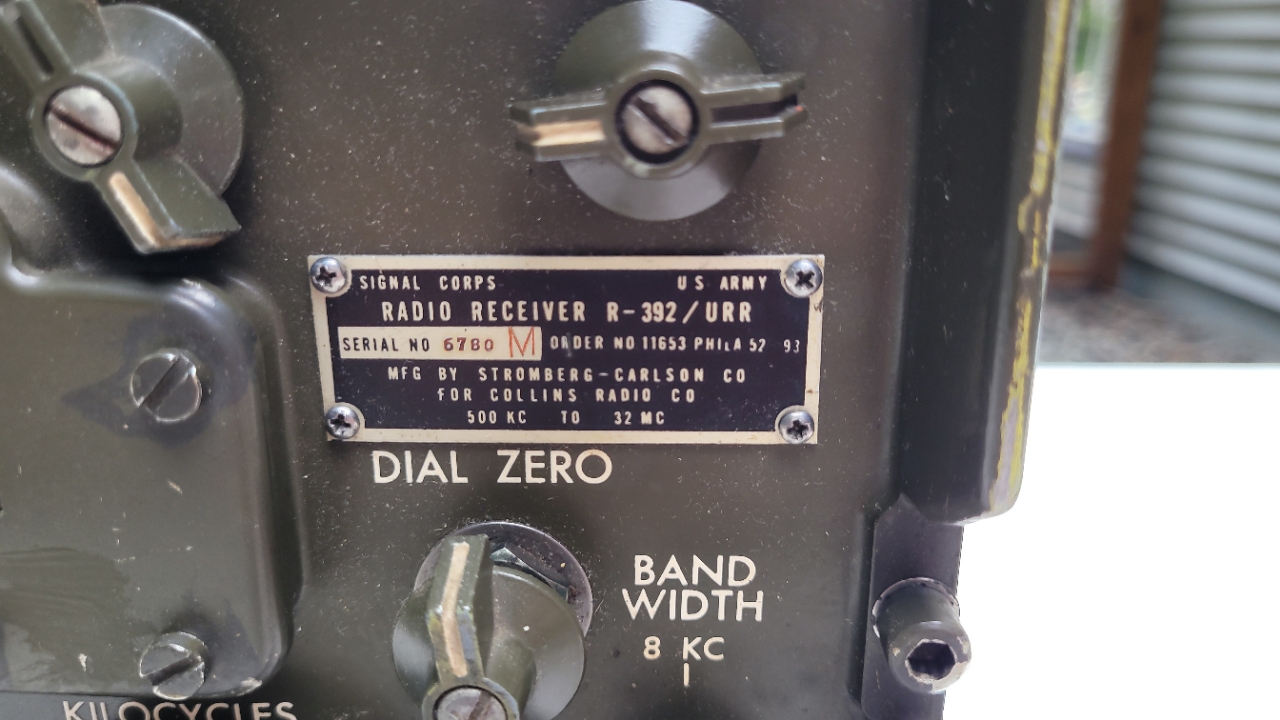 SIGNAL CORPS US ARMY
RADIO RECEIVER R-392/URR
SERIAL NO 6780 M ORDER NO 11653 PHILA 52 93
MFG BY STROMBERG-CARLSON CO
FOR COLLINS RADIO CO
500 KC TO 32 MC
DIAL ZERO
BAND
WIDTH
8 KC
KILOCYCLES